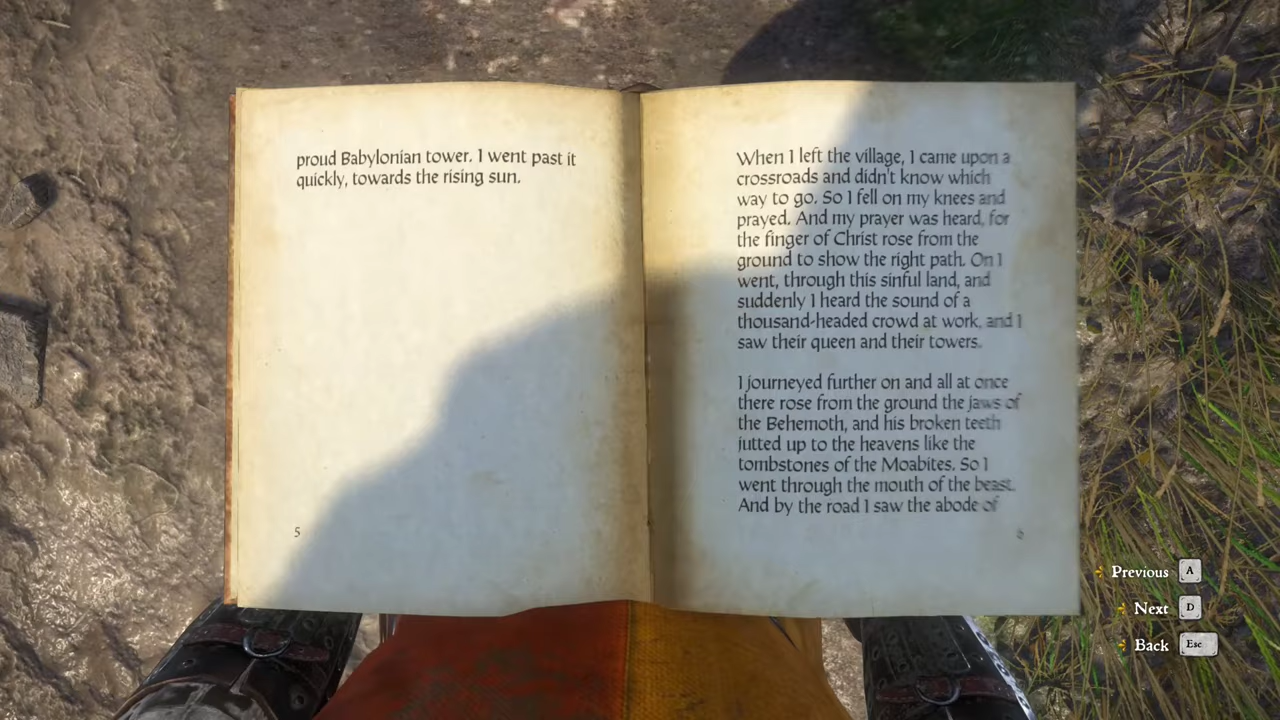 proud Babylonian tower. I went past it
quickly, towards the rising sun.
5
When I left the village, I came upon a
crossroads and didn't know which
way to go. So I fell on my knees and
prayed. And my prayer was heard, for
the finger of Christ rose from the
ground to show the right path. On I
went, through this sinful land, and
suddenly I heard the sound of a
thousand-headed crowd at work, and I
saw their queen and their towers.
I journeyed further on and all at once
there rose from the ground the jaws of
the Behemoth, and his broken teeth
jutted up to the heavens like the
tombstones of the Moabites. So I
went through the mouth of the beast.
And by the road I saw the abode of
6
Previous A
Next D
Back Esc